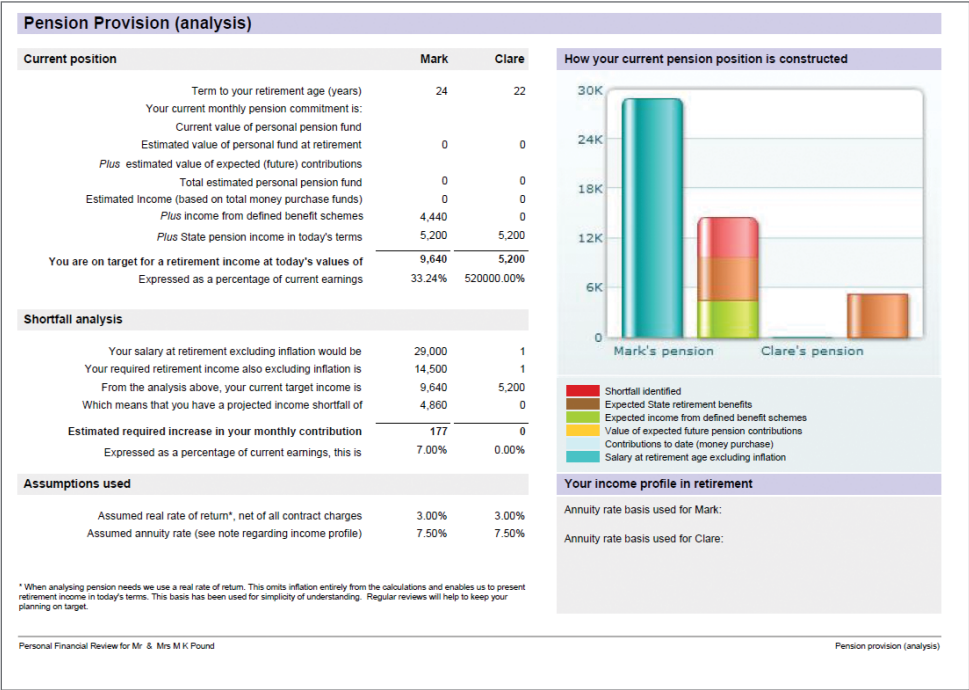 Pension Provision (analysis)
Current position Mark Clare
Term to your retirement age (years) 24 22
Your current monthly pension commitment is:
Current value of personal pension fund
Estimated value of personal fund at retirement 0 0
Plus estimated value of expected (future) contributions
Total estimated personal pension fund 0 0
Estimated Income (based on total money purchase funds) 0 0
Plus income from defined benefit schemes 4,440 0
Plus State pension income in today's terms 5,200 5,200
You are on target for a retirement income at today's values of 9,640 5,200
Expressed as a percentage of current earnings 33.24% 520000.00%
Shortfall analysis
Your salary at retirement excluding inflation would be 29,000 1
Your required retirement income also excluding inflation is 14,500 1
From the analysis above, your current target income is 9,640 5,200
Which means that you have a projected income shortfall of 4,860 0
Estimated required increase in your monthly contribution 177 0
Expressed as a percentage of current earnings, this is 7.00% 0.00%
Assumptions used
Assumed real rate of return*, net of all contract charges 3.00% 3.00%
Assumed annuity rate (see note regarding income profile) 7.50% 7.50%
* When analysing pension needs we use a real rate of return. This omits inflation entirely from the calculations and enables us to present
retirement income in today's terms. This basis has been used for simplicity of understanding. Regular reviews will help to keep your
planning on target.
How your current pension position is constructed
30K
24K
18K
12K
6K
0
Mark's pension Clare's pension
Shortfall identified
Expected State retirement benefits
Expected income from defined benefit schemes
Value of expected future pension contributions
Contributions to date (money purchase)
Salary at retirement age excluding inflation
Your income profile in retirement
Annuity rate basis used for Mark:
Annuity rate basis used for Clare:
Personal Financial Review for Mr & Mrs M K Pound
Pension provision (analysis)